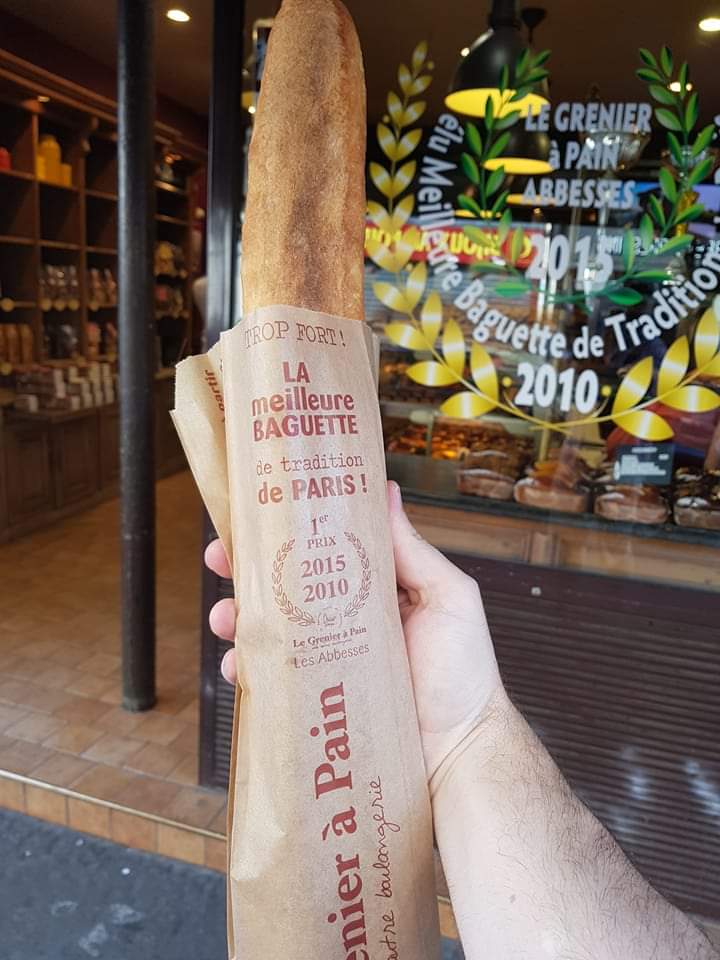 TROP FORT!
LA
meilleure
BAGUETTE
de tradition
de PARIS !
1er
PRIX
2015
2010
Le Grenier à Pain
Les Abbesses
enier à Pain
boulangerie
LE GRENIER
à PAIN
ABBESSES
2015
élu Meilleure Baguette de Tradition
2010